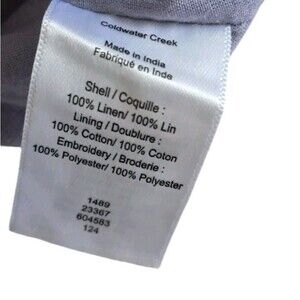 Coldwater Creek
Made in India
Fabriqué en Inde
Shell / Coquille :
100% Linen/ 100% Lin
Lining / Doublure :
100% Cotton/ 100% Coton
Embroidery / Broderie :
100% Polyester/ 100% Polyester
1489
23367
604583
124